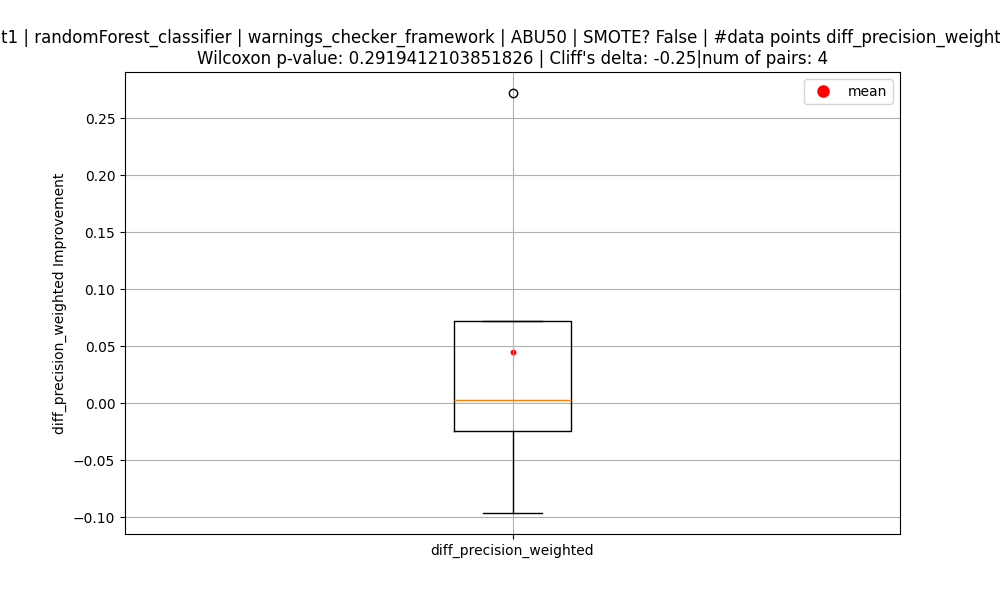 t1 | randomForest_classifier | warnings_checker_framework | ABU50 | SMOTE? False | #data points diff_precision_weight
Wilcoxon p-value: 0.2919412103851826 | Cliff's delta: -0.25|num of pairs: 4
mean
0.25
0.20
0.15
0.10
0.05
0.00
−0.05
−0.10
diff_precision_weighted Improvement
diff_precision_weighted